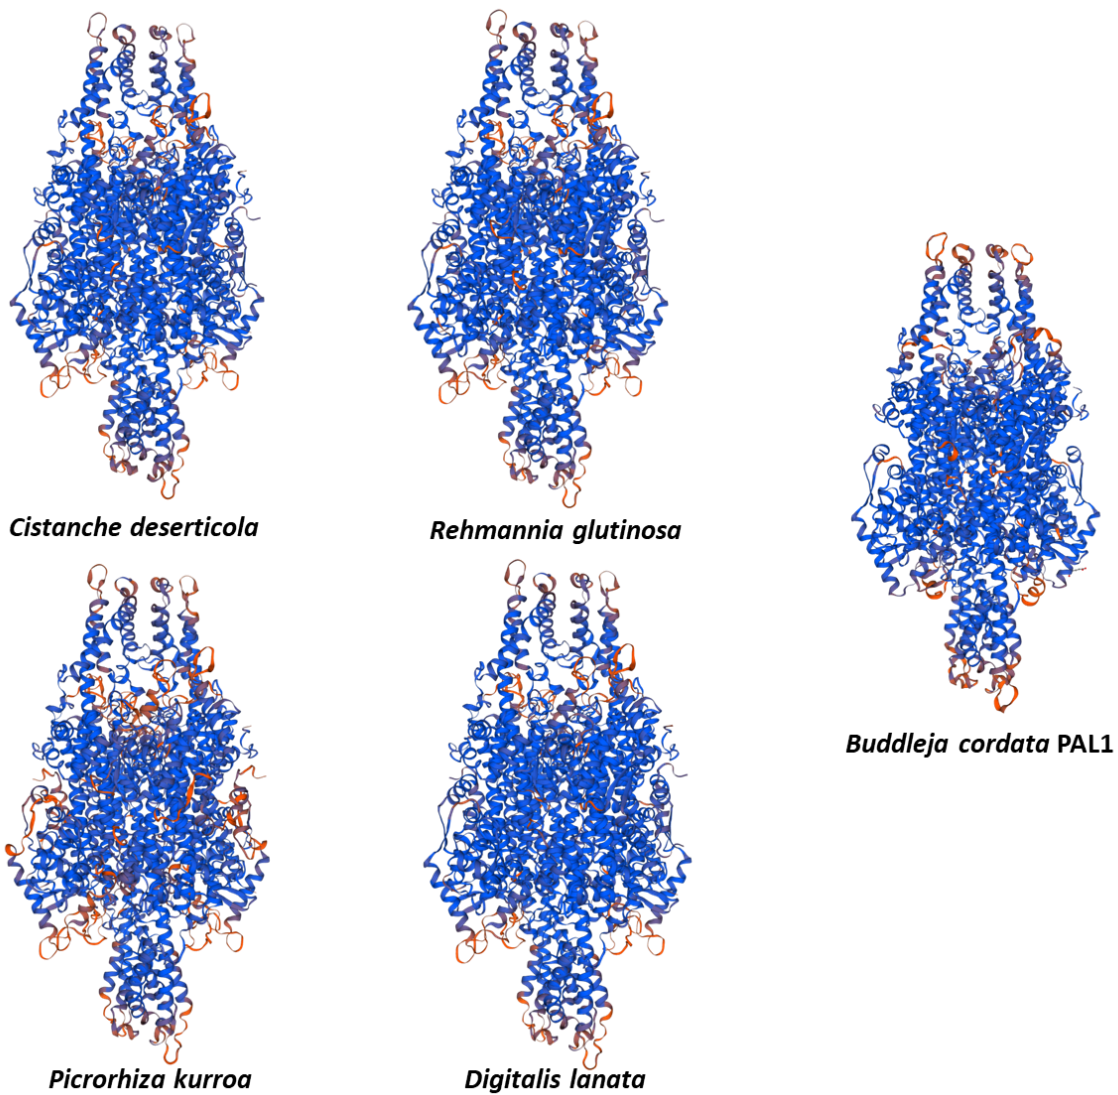 Cistanche deserticola
Rehmannia glutinosa
Buddleja cordata PAL1
Picrorhiza kurroa
Digitalis lanata